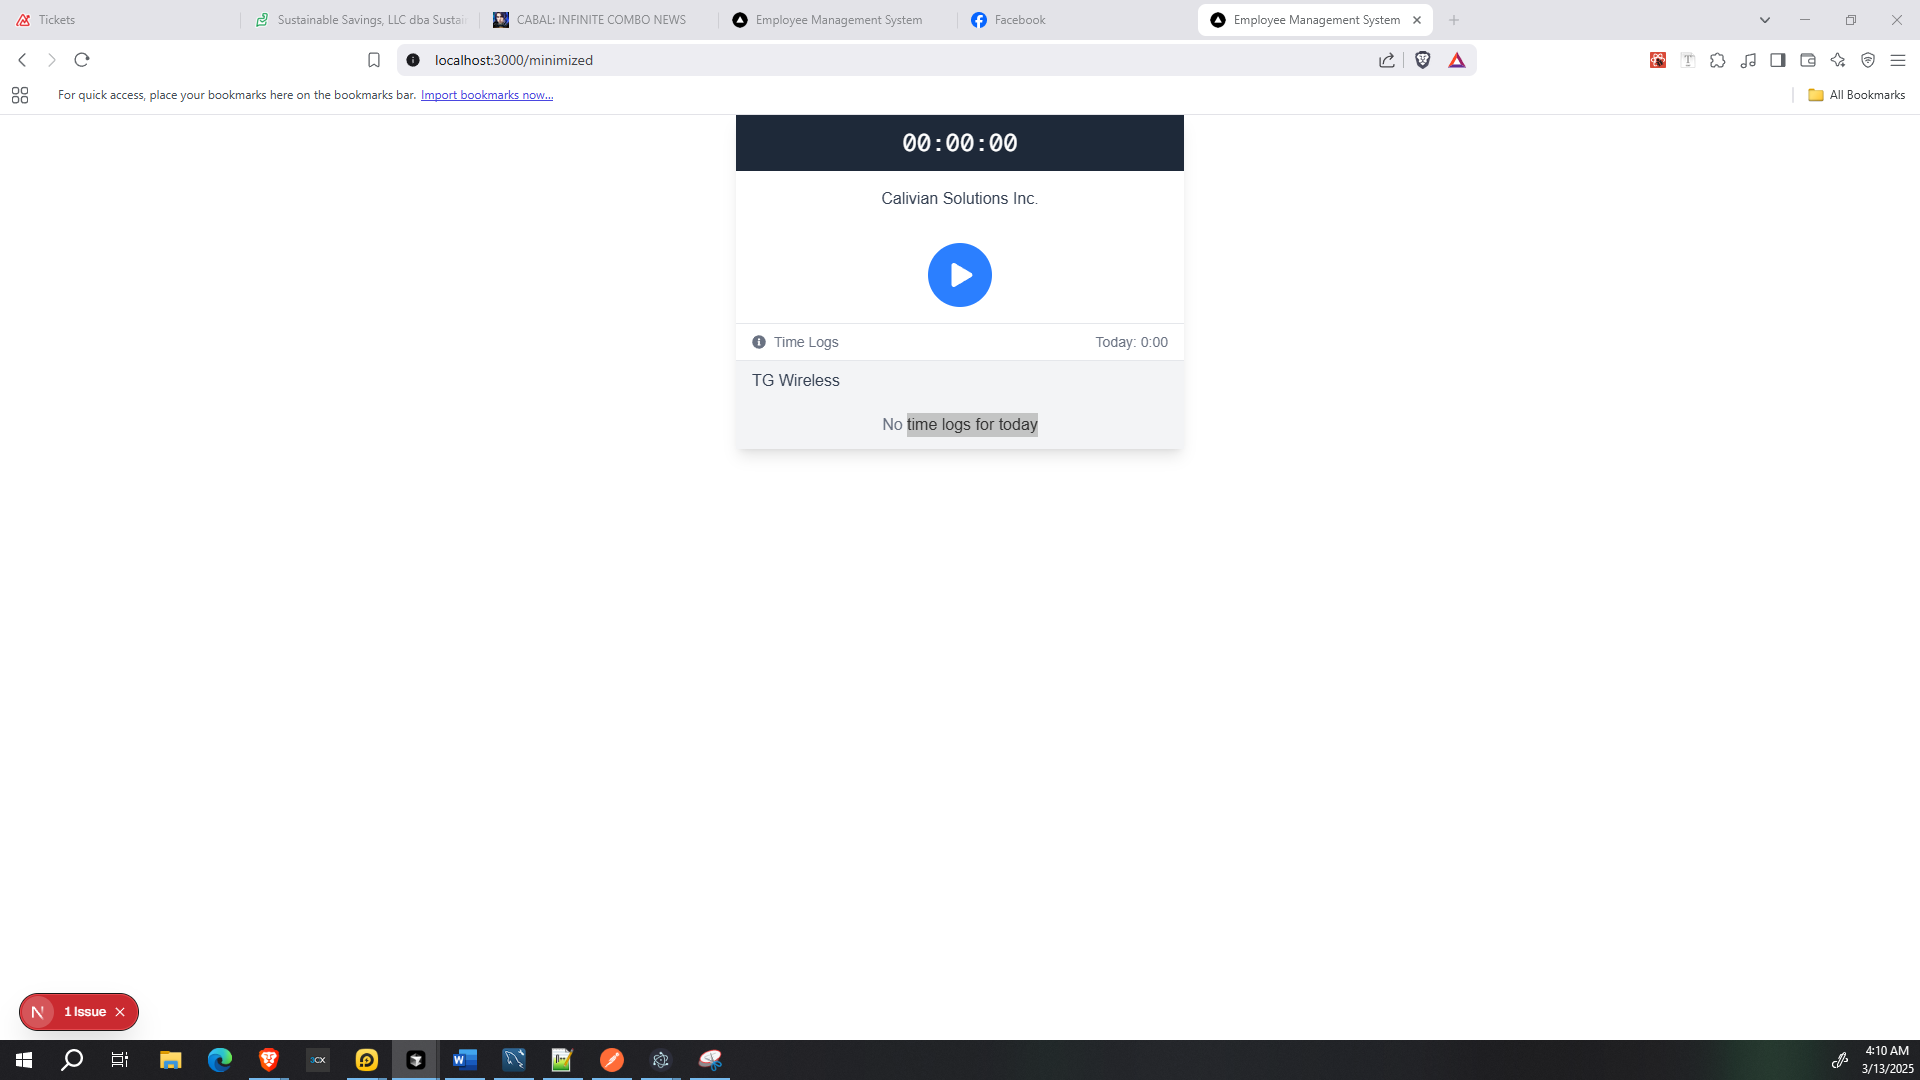 Tickets
Sustainable Savings, LLC dba Sustai
CABAL: INFINITE COMBO NEWS
Employee Management System
Facebook
Employee Management System
localhost:3000/minimized
For quick access, place your bookmarks here on the bookmarks bar. Import bookmarks now...
All Bookmarks
00:00:00
Calivian Solutions Inc.
Time Logs
Today: 0:00
TG Wireless
No time logs for today
N 1 Issue
3CX
4:10 AM
3/13/2025